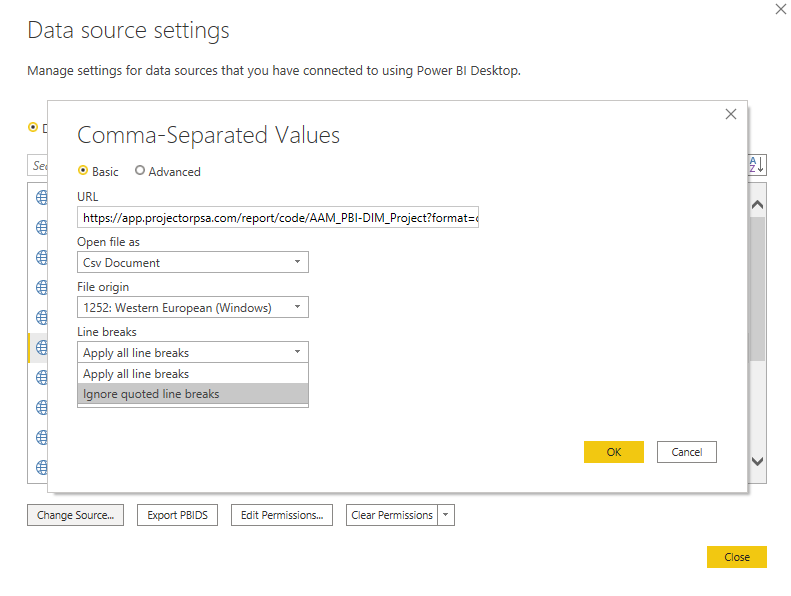 Data source settings
Manage settings for data sources that you have connected to using Power BI Desktop.
Comma-Separated Values
Basic Advanced
URL
https://app.projectorpsa.com/report/code/AAM_PBI-DIM_Project?format=
Open file as
Csv Document
File origin
1252: Western European (Windows)
Line breaks
Apply all line breaks
Apply all line breaks
Ignore quoted line breaks
OK Cancel
Change Source... Export PBIDS Edit Permissions... Clear Permissions
Close